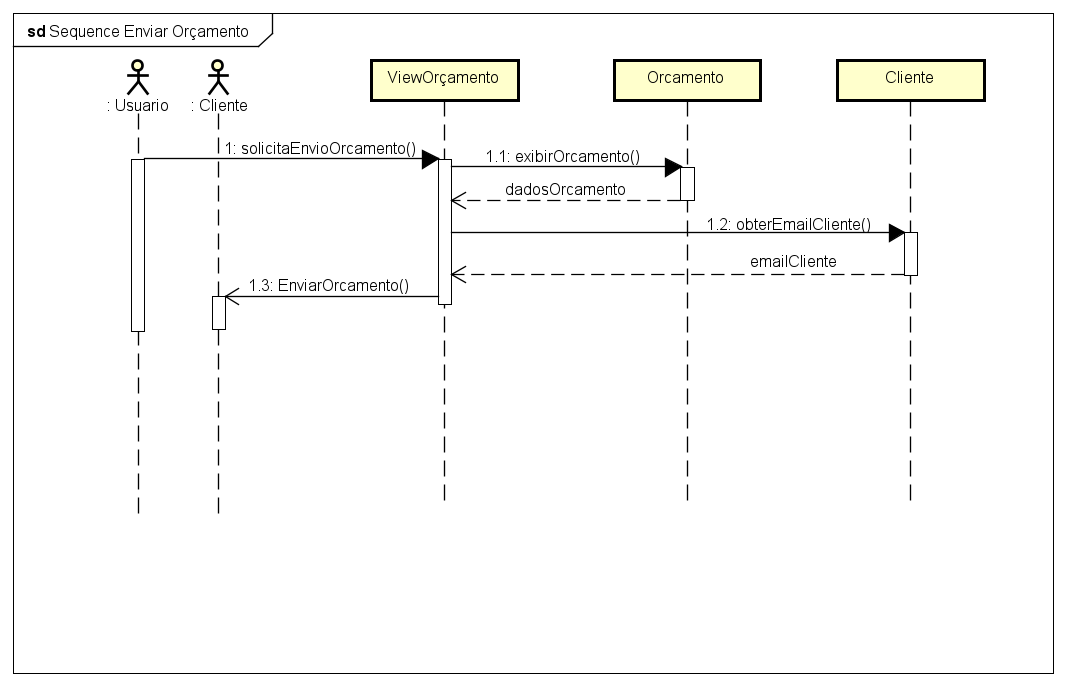 sd Sequence Enviar Orçamento
: Usuario
: Cliente
ViewOrçamento
Orcamento
Cliente
1: solicitaEnvioOrcamento()
1.1: exibirOrcamento()
dadosOrcamento
1.2: obterEmailCliente()
emailCliente
1.3: EnviarOrcamento()